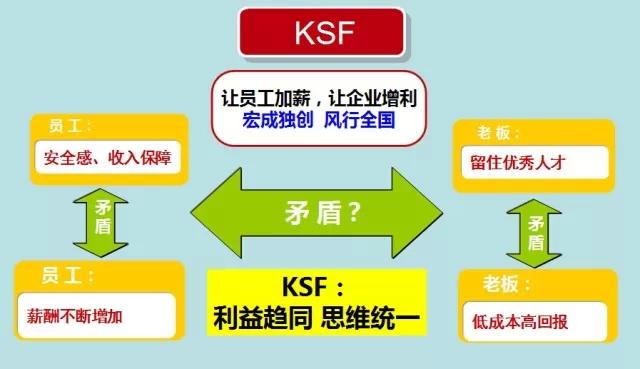 KSF
让员工加薪，让企业增利
宏成独创 风行全国
员工：
安全感、收入保障
老板：
留住优秀人才
矛盾
矛盾？
矛盾
员工：
薪酬不断增加
KSF：
利益趋同 思维统一
老板：
低成本高回报